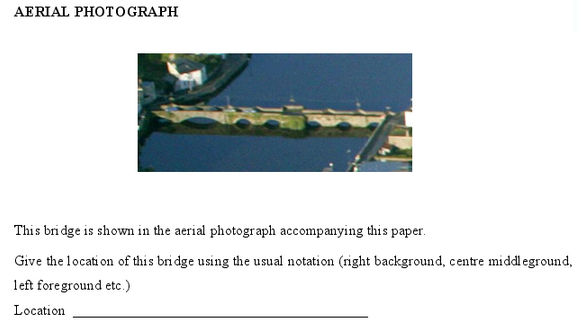 AERIAL PHOTOGRAPH
This bridge is shown in the aerial photograph accompanying this paper.
Give the location of this bridge using the usual notation (right background, centre middleground,
left foreground etc.)
Location